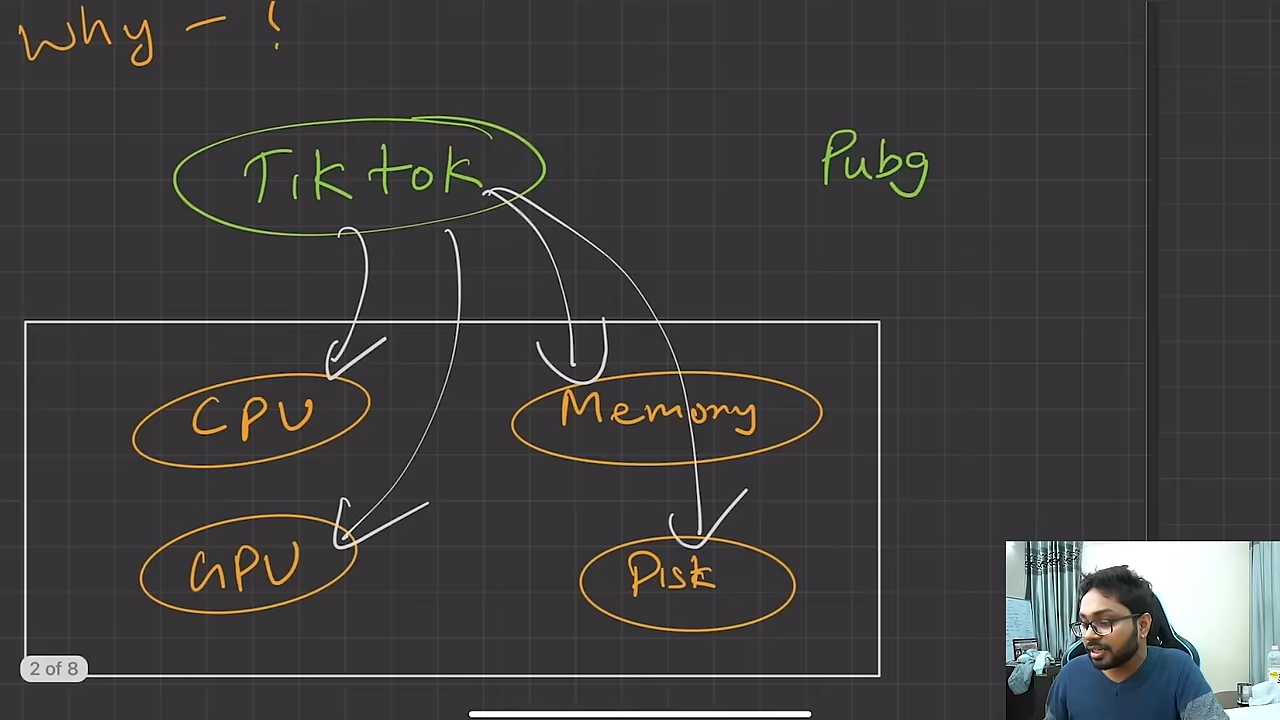 Why - !
Tiktok
Pubg
CPU
Memory
GPU
Disk
2 of 8